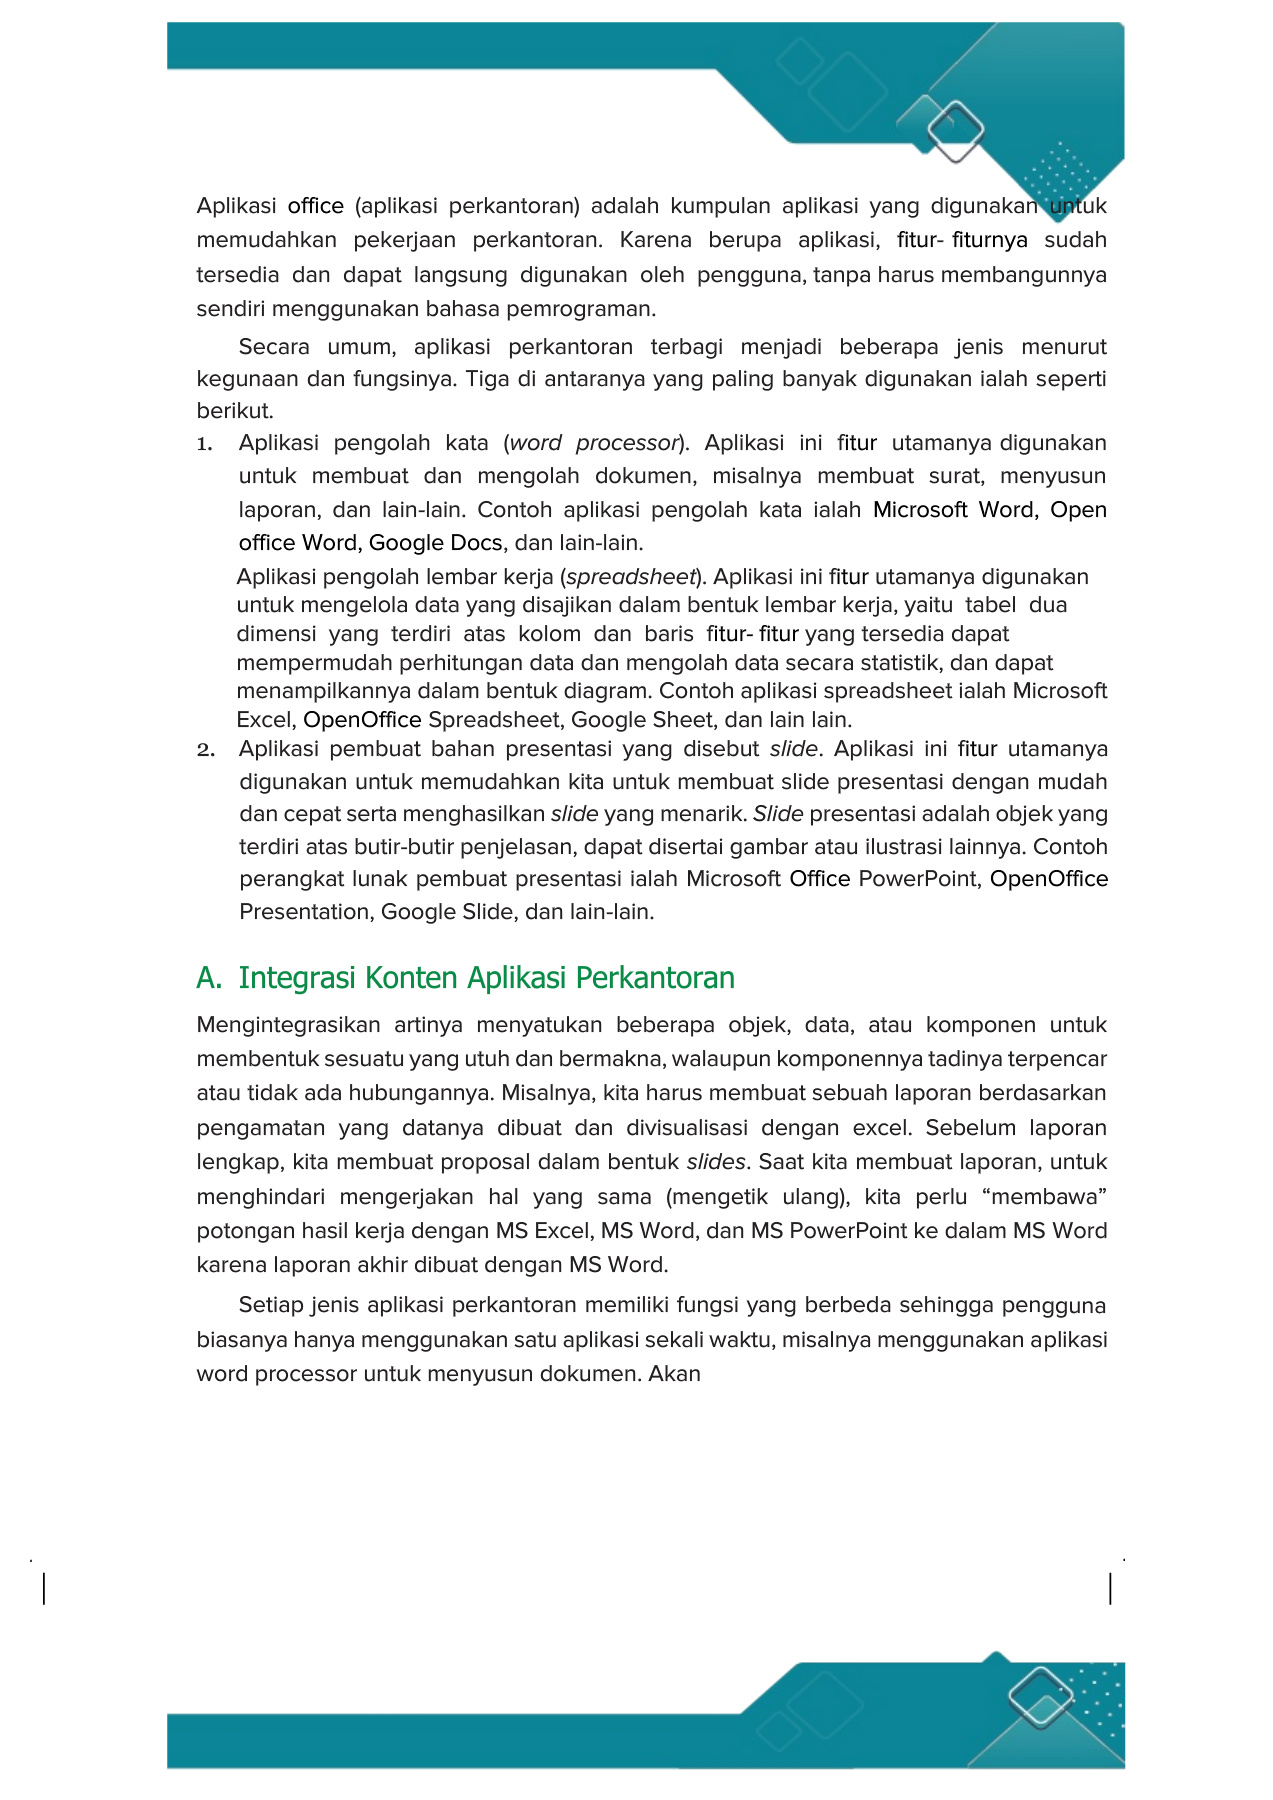 Aplikasi office (aplikasi perkantoran) adalah kumpulan aplikasi yang digunakan untuk
memudahkan pekerjaan perkantoran. Karena berupa aplikasi, fitur- fiturnya sudah
tersedia dan dapat langsung digunakan oleh pengguna, tanpa harus membangunnya
sendiri menggunakan bahasa pemrograman.
Secara umum, aplikasi perkantoran terbagi menjadi beberapa jenis menurut
kegunaan dan fungsinya. Tiga di antaranya yang paling banyak digunakan ialah seperti
berikut.
1. Aplikasi pengolah kata (word processor). Aplikasi ini fitur utamanya digunakan
untuk membuat dan mengolah dokumen, misalnya membuat surat, menyusun
laporan, dan lain-lain. Contoh aplikasi pengolah kata ialah Microsoft Word, Open
office Word, Google Docs, dan lain-lain.
Aplikasi pengolah lembar kerja (spreadsheet). Aplikasi ini fitur utamanya digunakan
untuk mengelola data yang disajikan dalam bentuk lembar kerja, yaitu tabel dua
dimensi yang terdiri atas kolom dan baris fitur- fitur yang tersedia dapat
mempermudah perhitungan data dan mengolah data secara statistik, dan dapat
menampilkannya dalam bentuk diagram. Contoh aplikasi spreadsheet ialah Microsoft
Excel, OpenOffice Spreadsheet, Google Sheet, dan lain lain.
2. Aplikasi pembuat bahan presentasi yang disebut slide. Aplikasi ini fitur utamanya
digunakan untuk memudahkan kita untuk membuat slide presentasi dengan mudah
dan cepat serta menghasilkan slide yang menarik. Slide presentasi adalah objek yang
terdiri atas butir-butir penjelasan, dapat disertai gambar atau ilustrasi lainnya. Contoh
perangkat lunak pembuat presentasi ialah Microsoft Office PowerPoint, OpenOffice
Presentation, Google Slide, dan lain-lain.
A. Integrasi Konten Aplikasi Perkantoran
Mengintegrasikan artinya menyatukan beberapa objek, data, atau komponen untuk
membentuk sesuatu yang utuh dan bermakna, walaupun komponennya tadinya terpencar
atau tidak ada hubungannya. Misalnya, kita harus membuat sebuah laporan berdasarkan
pengamatan yang datanya dibuat dan divisualisasi dengan excel. Sebelum laporan
lengkap, kita membuat proposal dalam bentuk slides. Saat kita membuat laporan, untuk
menghindari mengerjakan hal yang sama (mengetik ulang), kita perlu “membawa”
potongan hasil kerja dengan MS Excel, MS Word, dan MS PowerPoint ke dalam MS Word
karena laporan akhir dibuat dengan MS Word.
Setiap jenis aplikasi perkantoran memiliki fungsi yang berbeda sehingga pengguna
biasanya hanya menggunakan satu aplikasi sekali waktu, misalnya menggunakan aplikasi
word processor untuk menyusun dokumen. Akan